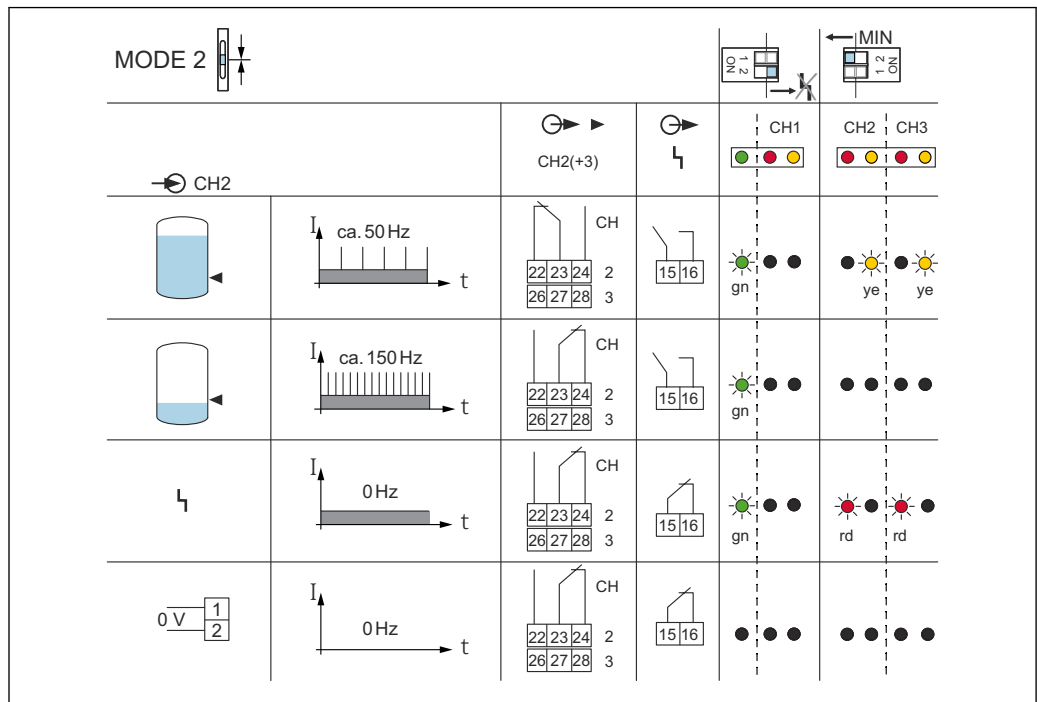 MODE 2
ON 1 2
MIN
1 2 ON
CH2
CH2(+3)
CH1
CH2 CH3
I ca. 50 Hz t
CH
22 23 24 2
26 27 28 3
15 16
gn
ye ye
I ca. 150 Hz t
CH
22 23 24 2
26 27 28 3
15 16
gn
I 0 Hz t
CH
22 23 24 2
26 27 28 3
15 16
gn
rd rd
0 V 1
2
I 0 Hz t
CH
22 23 24 2
26 27 28 3
15 16